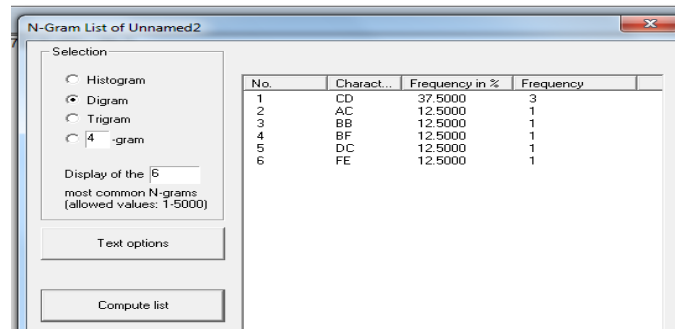 N-Gram List of Unnamed2
7
Selection
Histogram
Digram
Trigram
4 -gram
Display of the 6
most common N-grams
(allowed values: 1-5000)
Text options
Compute list
No. Charact... Frequency in % Frequency
1 CD 37.5000 3
2 AC 12.5000 1
3 BB 12.5000 1
4 BF 12.5000 1
5 DC 12.5000 1
6 FE 12.5000 1